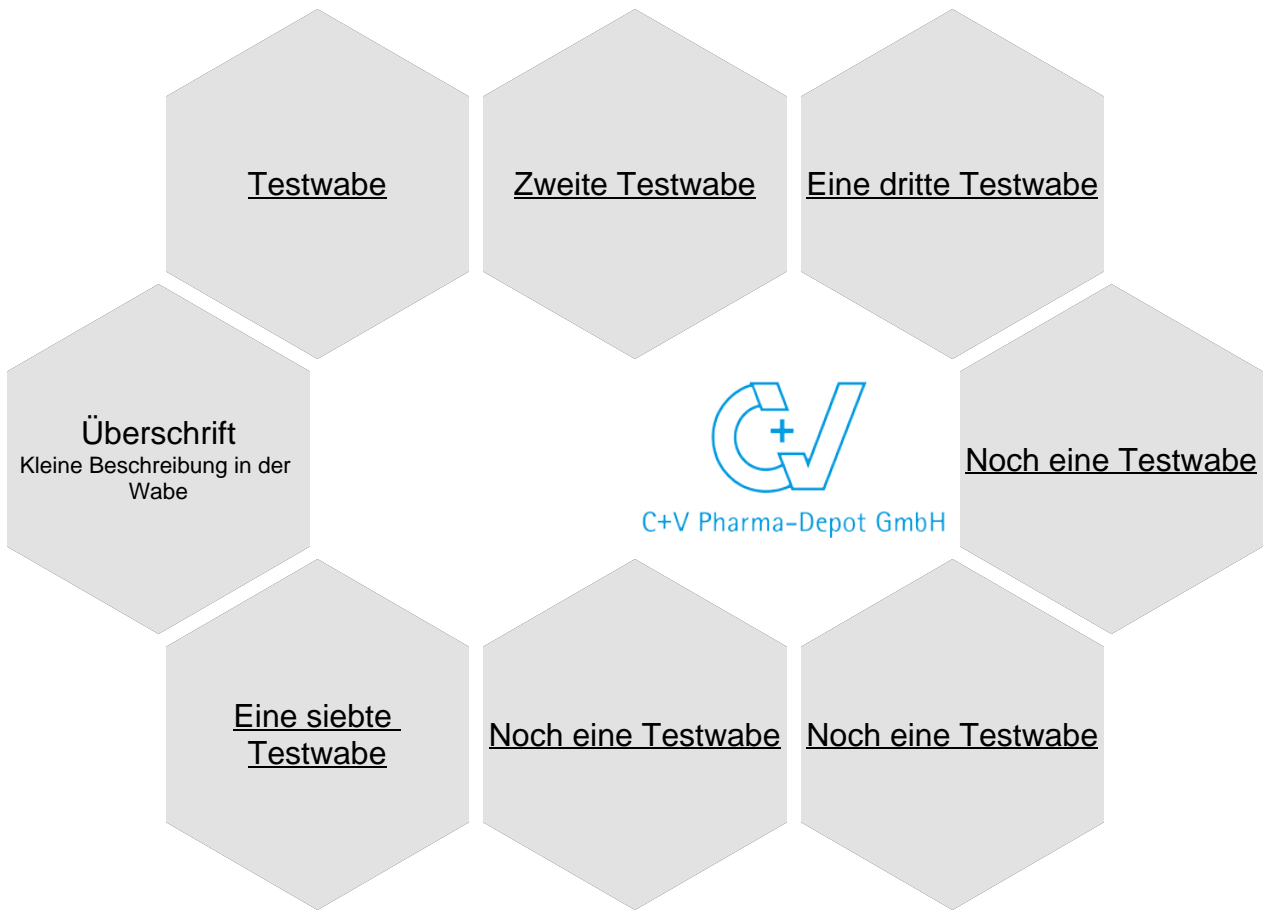 Testwabe
Zweite Testwabe
Eine dritte Testwabe
Überschrift
Kleine Beschreibung in der
Wabe
C+V
C+V Pharma-Depot GmbH
Noch eine Testwabe
Eine siebte
Testwabe
Noch eine Testwabe
Noch eine Testwabe